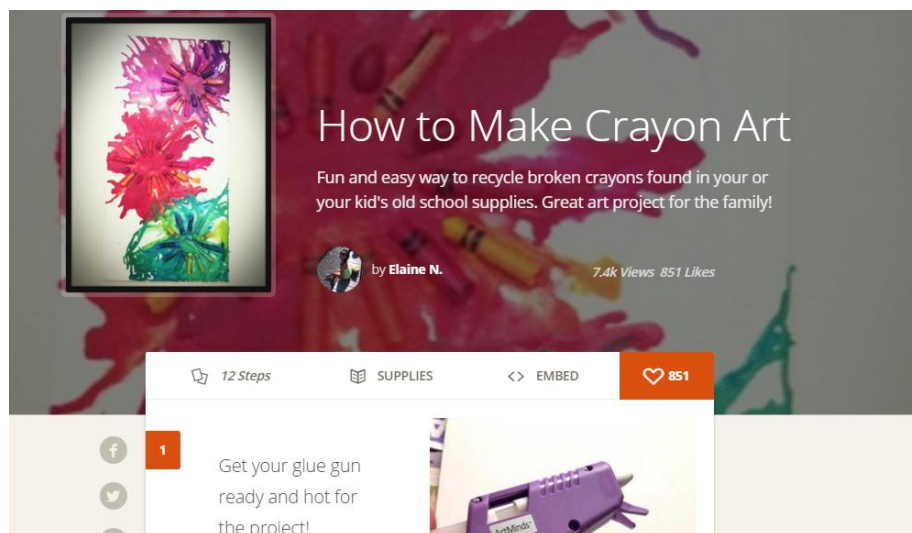 How to Make Crayon Art
Fun and easy way to recycle broken crayons found in your or
your kid's old school supplies. Great art project for the family!
by Elaine N.
7.4k Views 851 Likes
12 Steps
SUPPLIES
EMBED
851
1
Get your glue gun
ready and hot for
the project!
ArtMinds